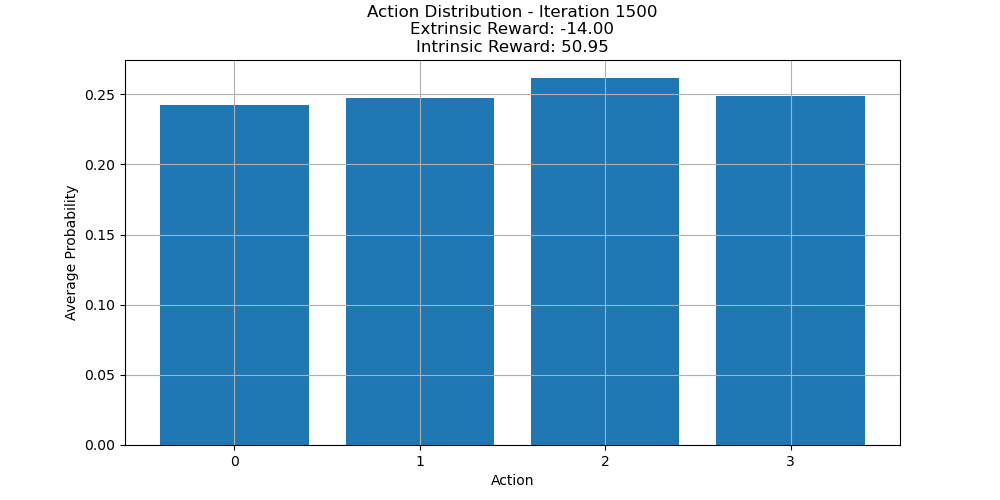 Action Distribution - Iteration 1500
Extrinsic Reward: -14.00
Intrinsic Reward: 50.95
Average Probability
0.25
0.20
0.15
0.10
0.05
0.00
0 1 2 3
Action